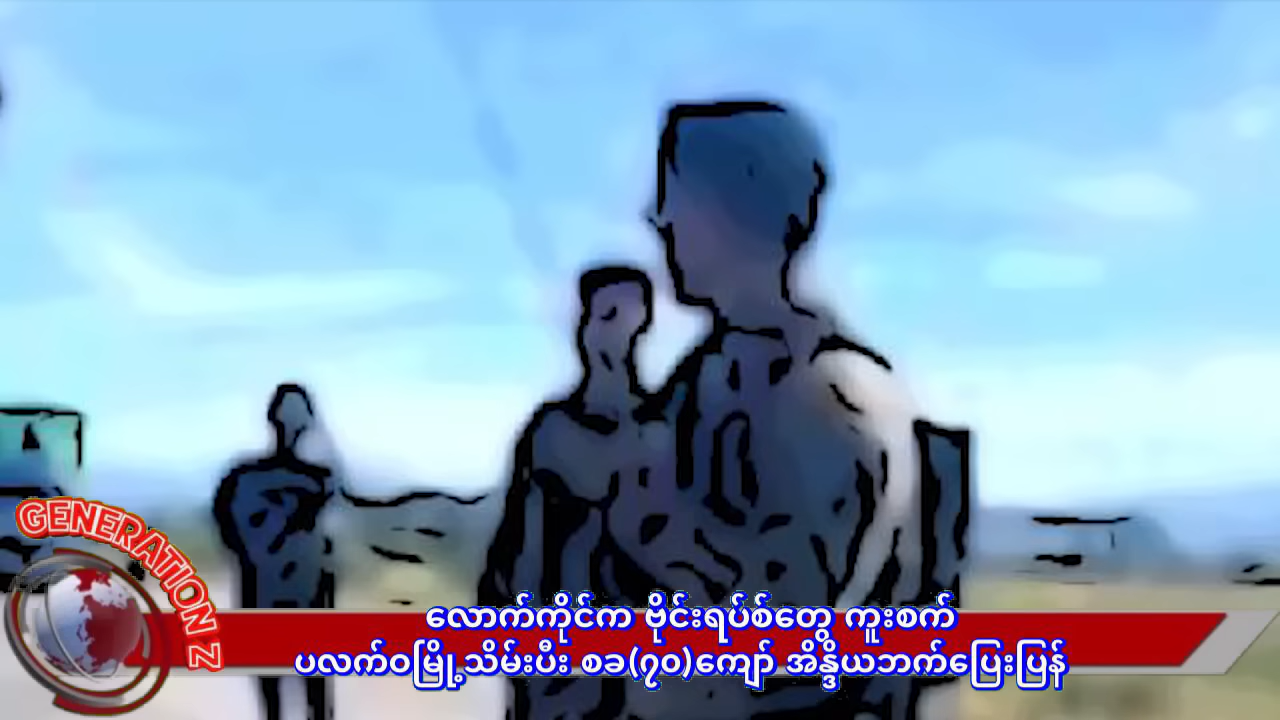 GENERATION Z
လောက်ကိုင်က ဗိုင်းရပ်စ်တွေ ကူးစက်
ပလက်ဝမြို့သိမ်းပီး စခ(၇၀)ကျော် အိန္ဒိယဘက်ပြေးပြန်